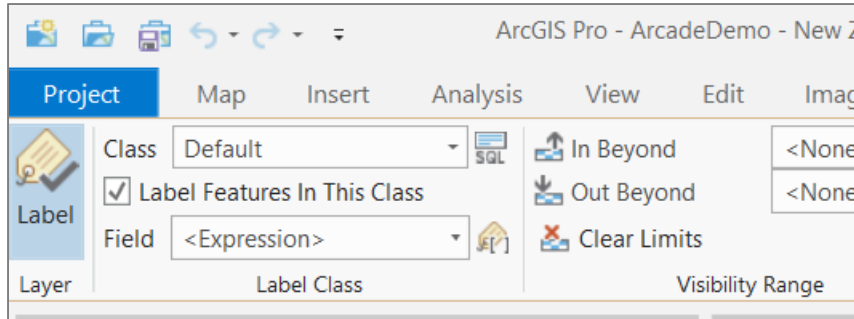 ArcGIS Pro - ArcadeDemo - New
Project Map Insert Analysis View Edit
Class Default SQL In Beyond <None
Label Features In This Class Out Beyond <None
Label
Field <Expression> Clear Limits
Layer Label Class Visibility Range